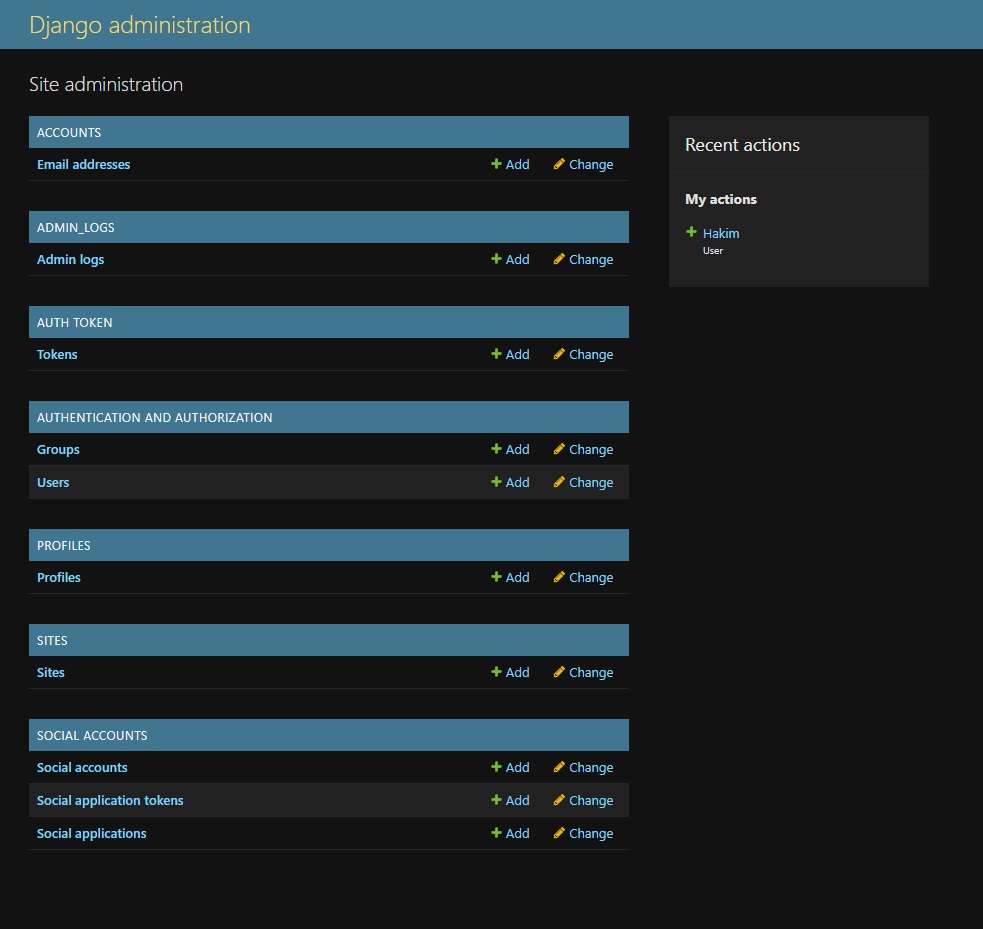 Django administration
Site administration
ACCOUNTS
Email addresses Add Change
ADMIN_LOGS
Admin logs Add Change
AUTH TOKEN
Tokens Add Change
AUTHENTICATION AND AUTHORIZATION
Groups Add Change
Users Add Change
PROFILES
Profiles Add Change
SITES
Sites Add Change
SOCIAL ACCOUNTS
Social accounts Add Change
Social application tokens Add Change
Social applications Add Change
Recent actions
My actions
Hakim
User